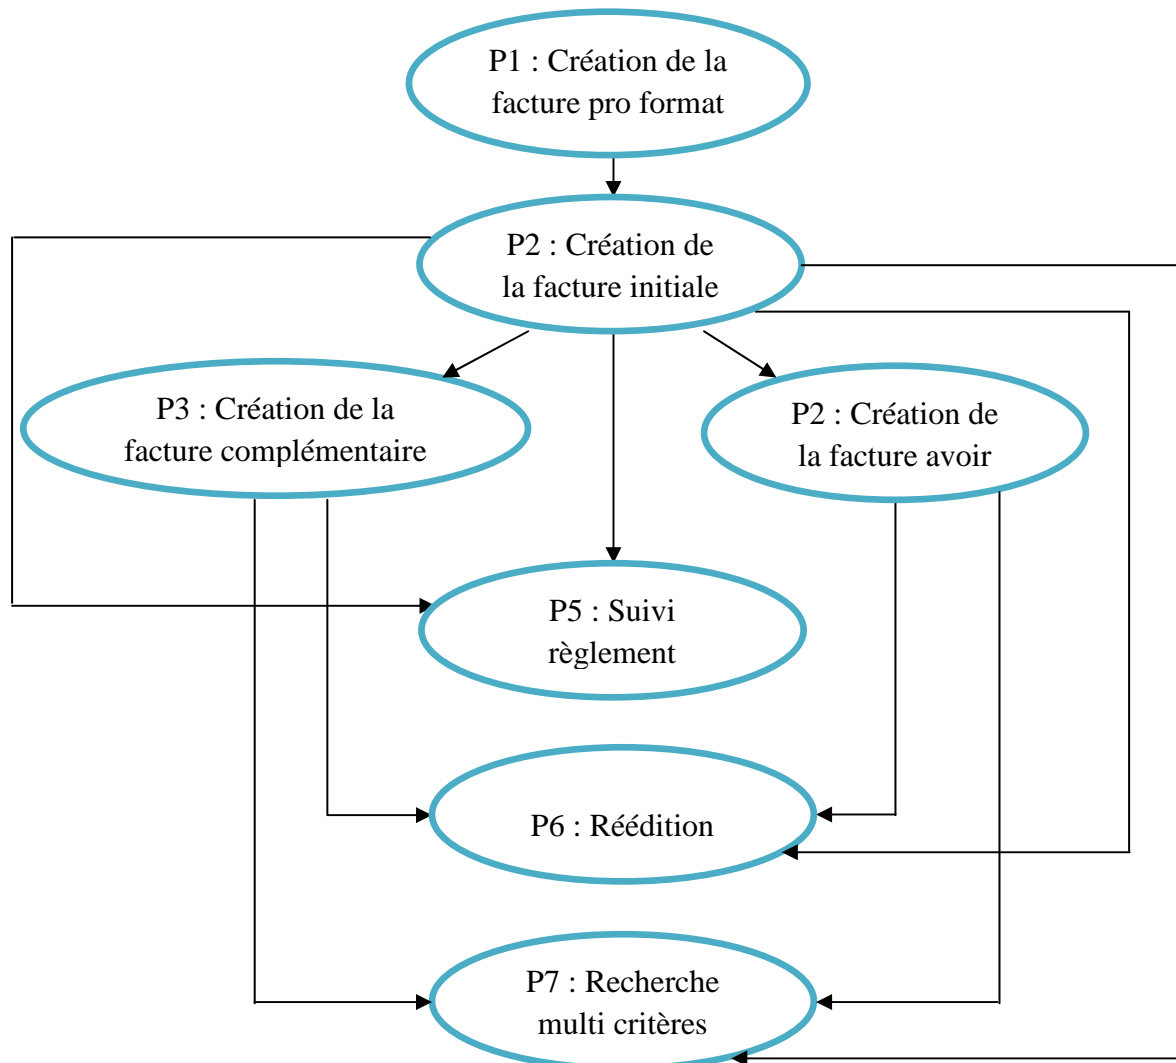 P1 : Création de la
facture pro format
P2 : Création de
la facture initiale
P3 : Création de la
facture complémentaire
P2 : Création de
la facture avoir
P5 : Suivi
règlement
P6 : Réédition
P7 : Recherche
multi critères